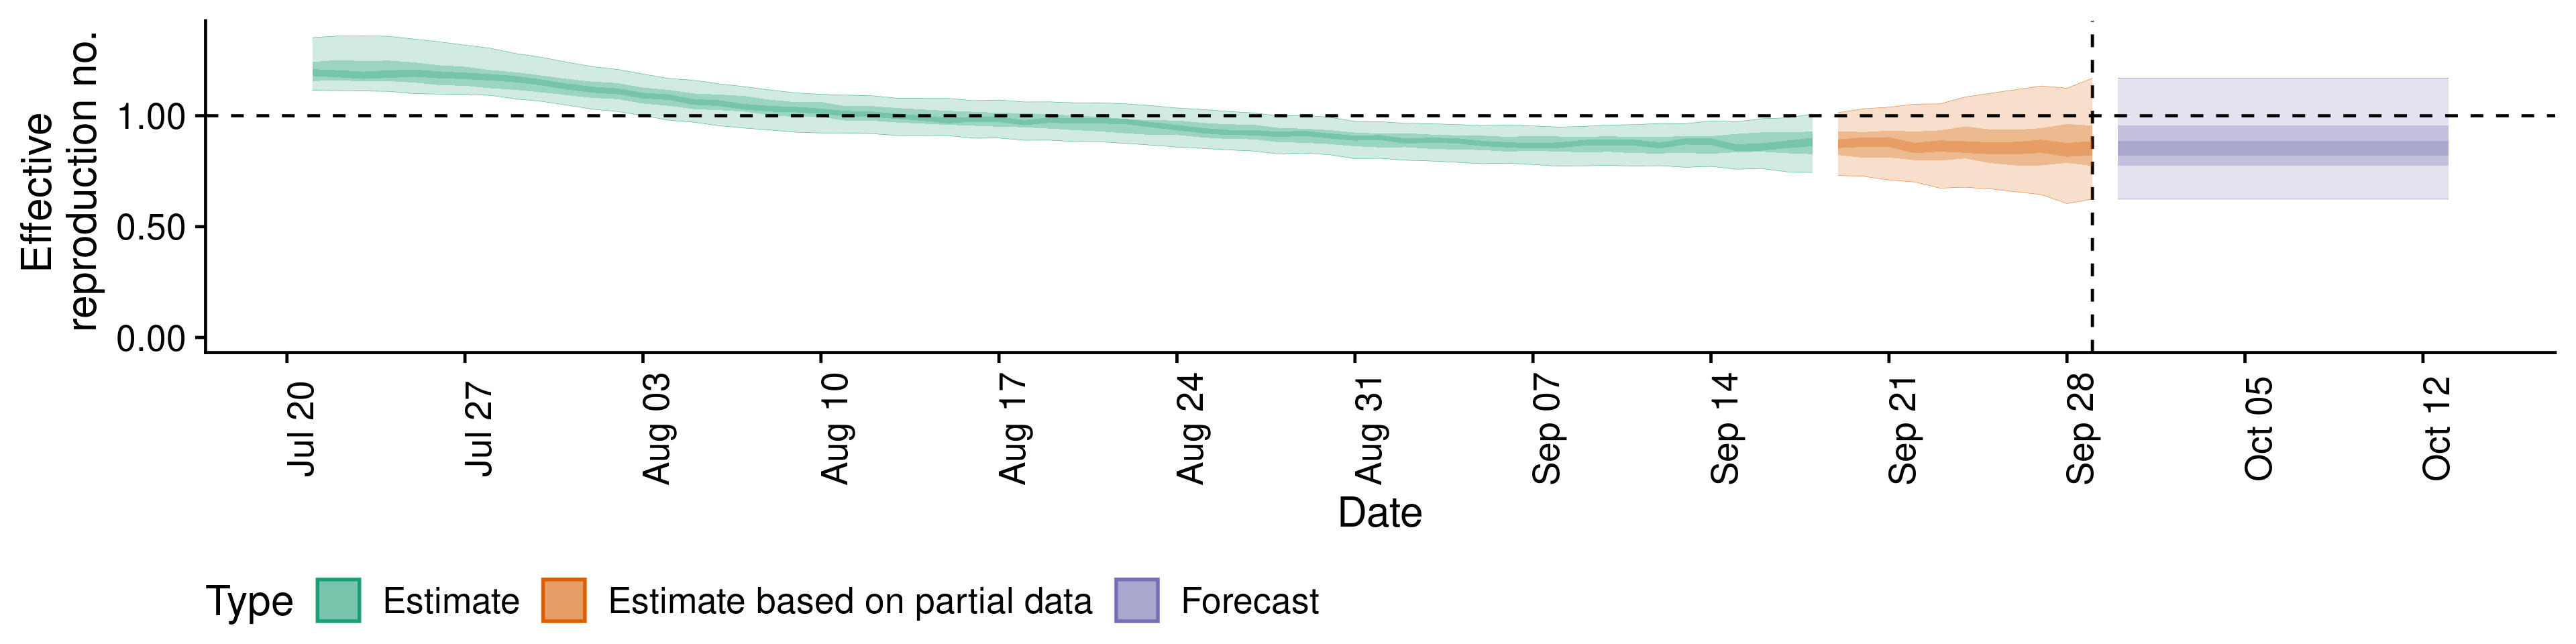 Effective
reproduction no.
1.00
0.50
0.00
Jul 20
Jul 27
Aug 03
Aug 10
Aug 17
Aug 24
Aug 31
Sep 07
Sep 14
Sep 21
Sep 28
Oct 05
Oct 12
Date
Type Estimate Estimate based on partial data Forecast